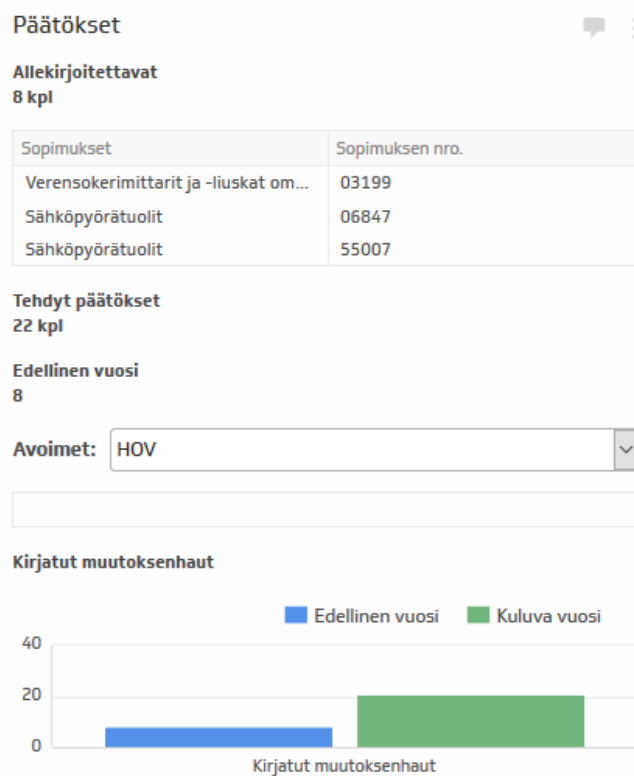 Päätökset
Allekirjoitettavat
8 kpl
Sopimukset Sopimuksen nro.
Verensokerimittarit ja -liuskat om... 03199
Sähköpyörätuolit 06847
Sähköpyörätuolit 55007
Tehdyt päätökset
22 kpl
Edellinen vuosi
8
Avoimet: HOV
Kirjatut muutoksenhaut
Edellinen vuosi Kuluva vuosi
40
20
0
Kirjatut muutoksenhaut